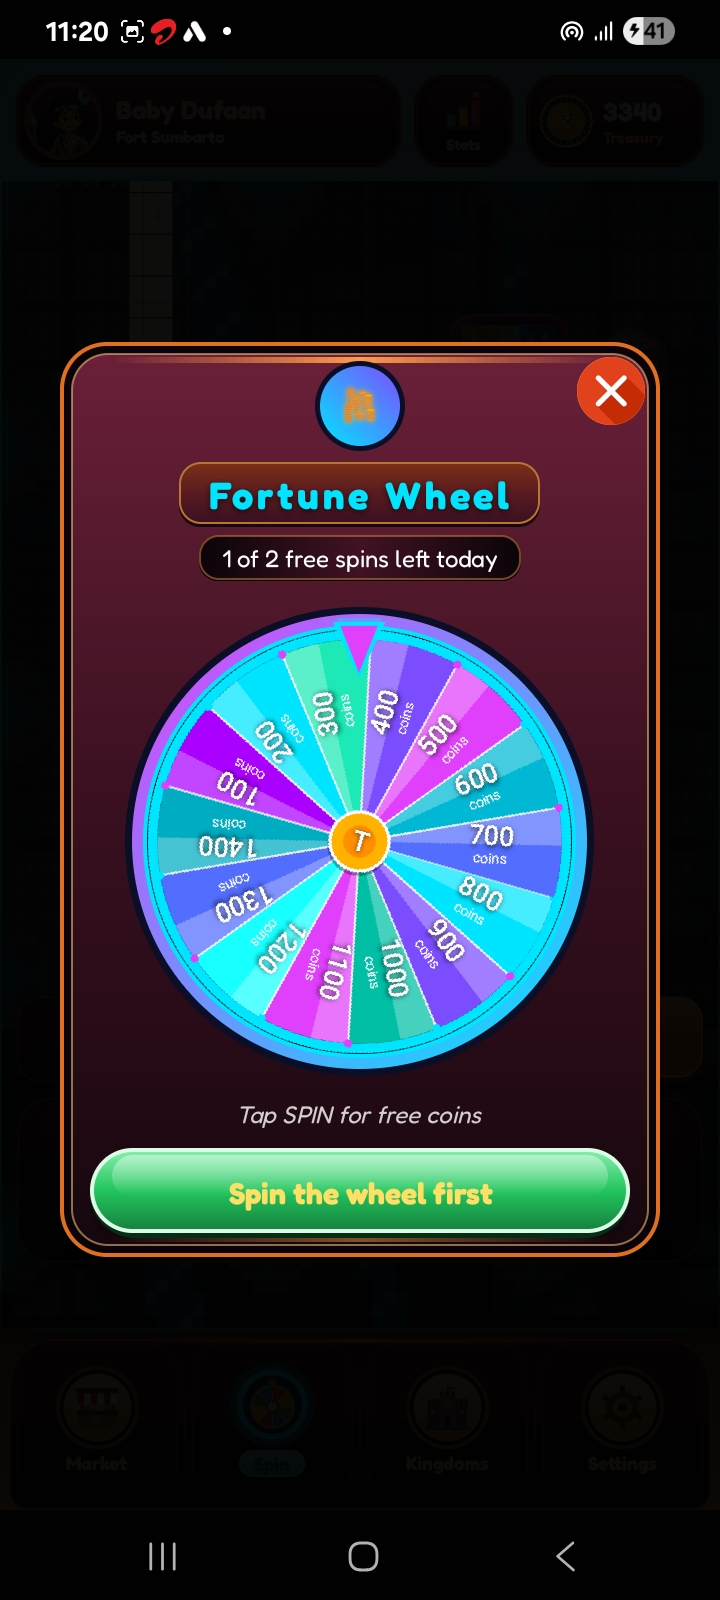 11:20
41
Baby Dufaan
Fort Sumbarta
Stats
3340
Treasury
Fortune Wheel
1 of 2 free spins left today
300 coins
400 coins
500 coins
600 coins
700 coins
800 coins
900 coins
1000 coins
1100 coins
1200 coins
1300 coins
1400 coins
100 coins
200 coins
T
Tap SPIN for free coins
Spin the wheel first
Market
Spin
Kingdoms
Settings